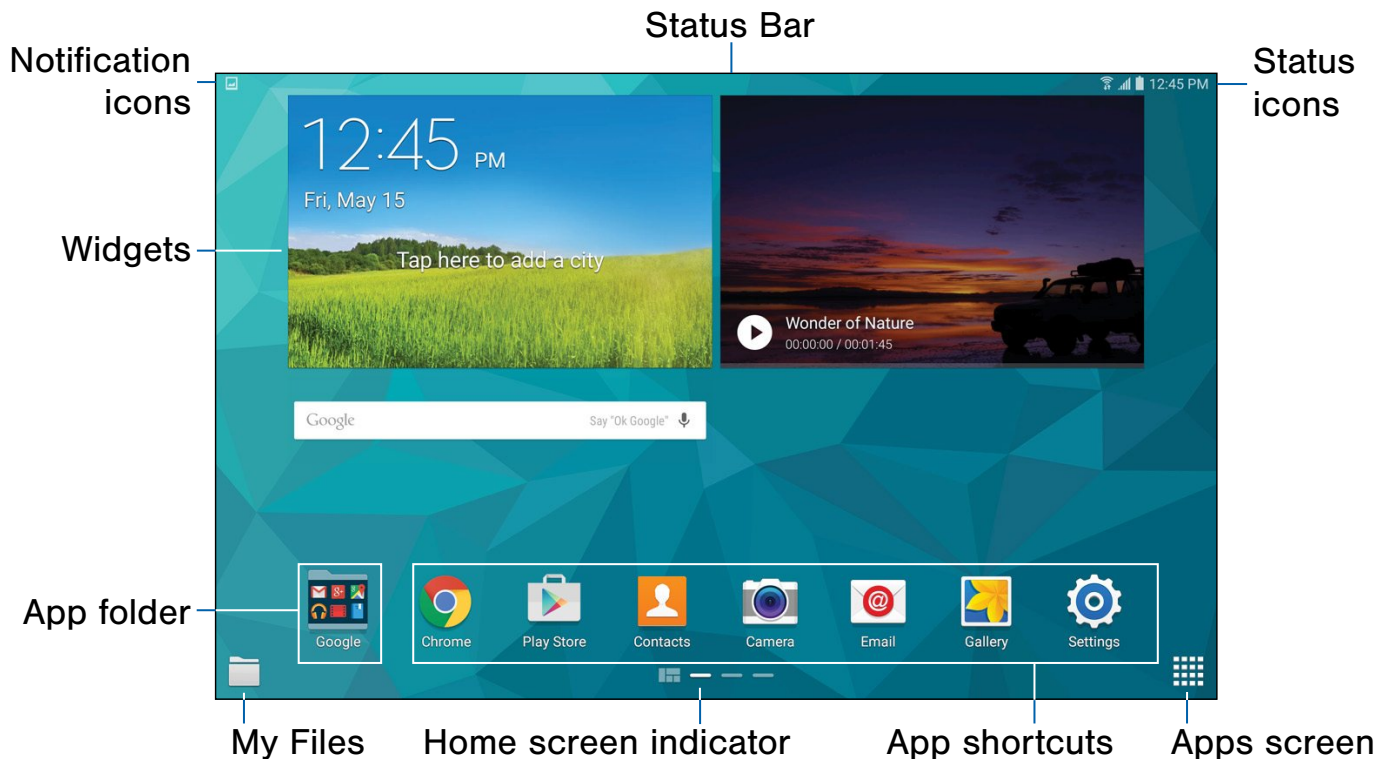 Status Bar
Notification
icons
Status
icons
12:45 PM
12:45 PM
Fri, May 15
Widgets
Tap here to add a city
Wonder of Nature
00:00:00 / 00:01:45
Google
Say "Ok Google"
App folder
Google
Chrome
Play Store
Contacts
Camera
@
Email
Gallery
Settings
My Files
Home screen indicator
App shortcuts
Apps screen